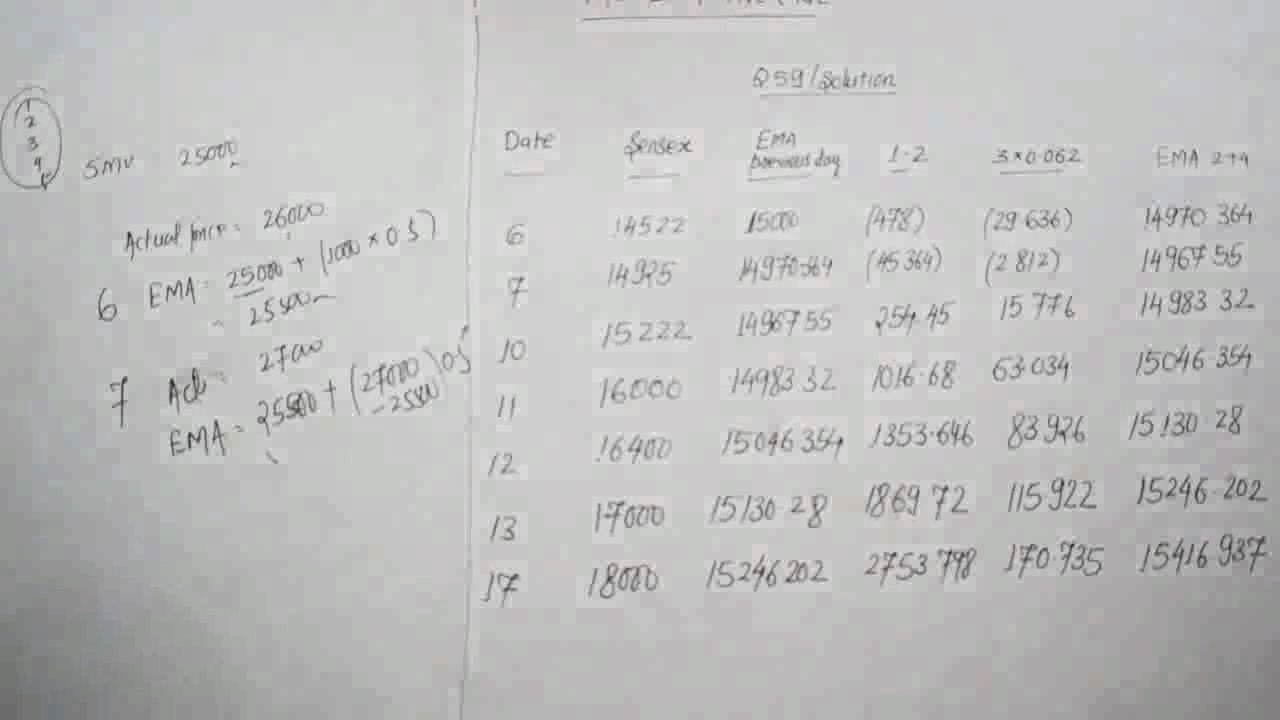 Q59/Solution
1
2
3
4
SMV 25000
Actual price = 26000
6 EMA = 25000 + (1000 × 0.5)
= 25500
7 Act = 27000
EMA = 25500 + (27000 - 2550) 0.5
Date Sensex EMA previous day 1-2 3×0.062 EMA 2+4
6 14522 15000 (478) (29.636) 14970.364
7 14925 14970.364 (45.364) (2.812) 14967.55
10 15222 14967.55 254.45 15.776 14983.32
11 16000 14983.32 1016.68 63.034 15046.354
12 16400 15046.354 1353.646 83.926 15130.28
13 17000 15130.28 1869.72 115.922 15246.202
17 18000 15246.202 2753.798 170.735 15416.937